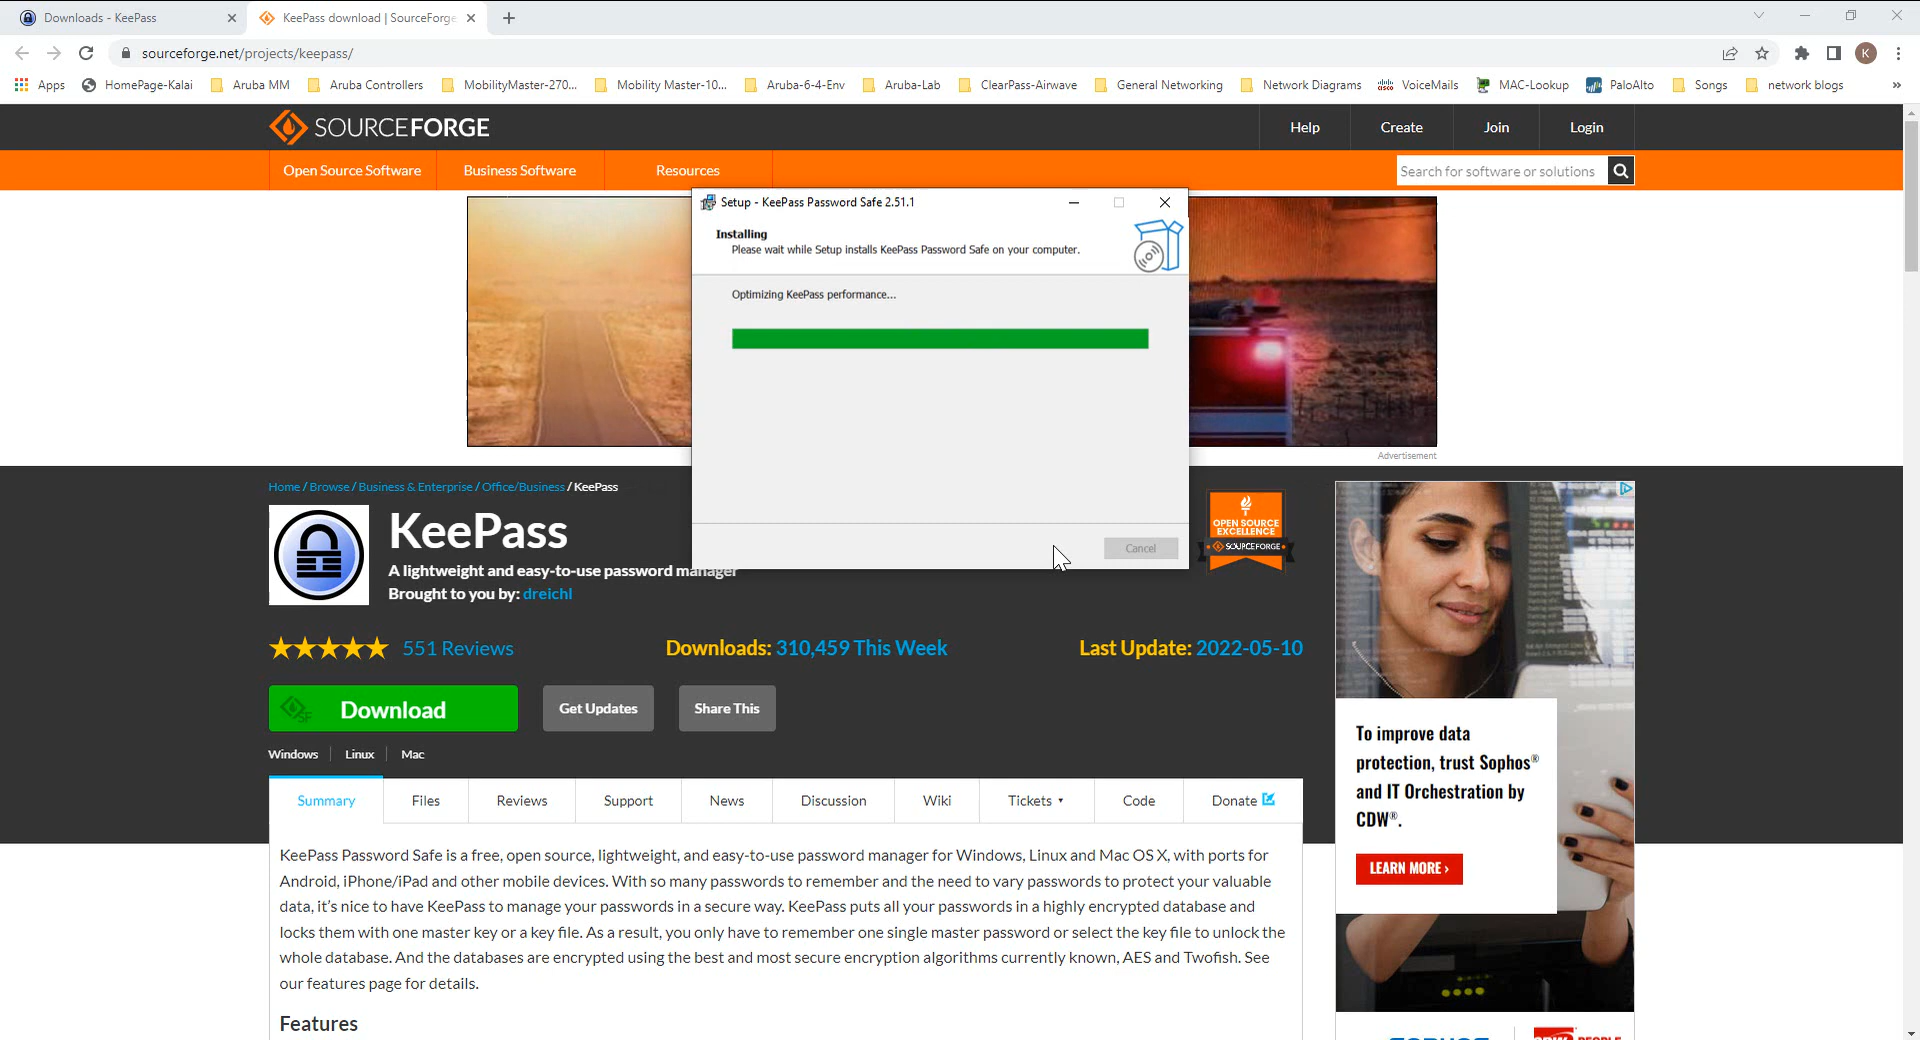 Downloads - KeePass
KeePass download | SourceForge
sourceforge.net/projects/keepass/
K
Apps
HomePage-Kalai
Aruba MM
Aruba Controllers
MobilityMaster-270...
Mobility Master-10...
Aruba-6-4-Env
Aruba-Lab
ClearPass-Airwave
General Networking
Network Diagrams
VoiceMails
MAC-Lookup
PaloAlto
Songs
network blogs
»
SOURCEFORGE
Help
Create
Join
Login
Open Source Software
Business Software
Resources
Search for software or solutions
Setup - KeePass Password Safe 2.51.1
Installing
Please wait while Setup installs KeePass Password Safe on your computer.
Optimizing KeePass performance...
Cancel
Advertisement
Home / Browse / Business & Enterprise / Office/Business / KeePass
KeePass
A lightweight and easy-to-use password manager
Brought to you by: dreichl
OPEN SOURCE
EXCELLENCE
SOURCEFORGE
551 Reviews
Downloads: 310,459 This Week
Last Update: 2022-05-10
SF
Download
Get Updates
Share This
Windows
Linux
Mac
Summary
Files
Reviews
Support
News
Discussion
Wiki
Tickets
Code
Donate
KeePass Password Safe is a free, open source, lightweight, and easy-to-use password manager for Windows, Linux and Mac OS X, with ports for
Android, iPhone/iPad and other mobile devices. With so many passwords to remember and the need to vary passwords to protect your valuable
data, it's nice to have KeePass to manage your passwords in a secure way. KeePass puts all your passwords in a highly encrypted database and
locks them with one master key or a key file. As a result, you only have to remember one single master password or select the key file to unlock the
whole database. And the databases are encrypted using the best and most secure encryption algorithms currently known, AES and Twofish. See
our features page for details.
Features
To improve data
protection, trust Sophos®
and IT Orchestration by
CDW®.
LEARN MORE ›